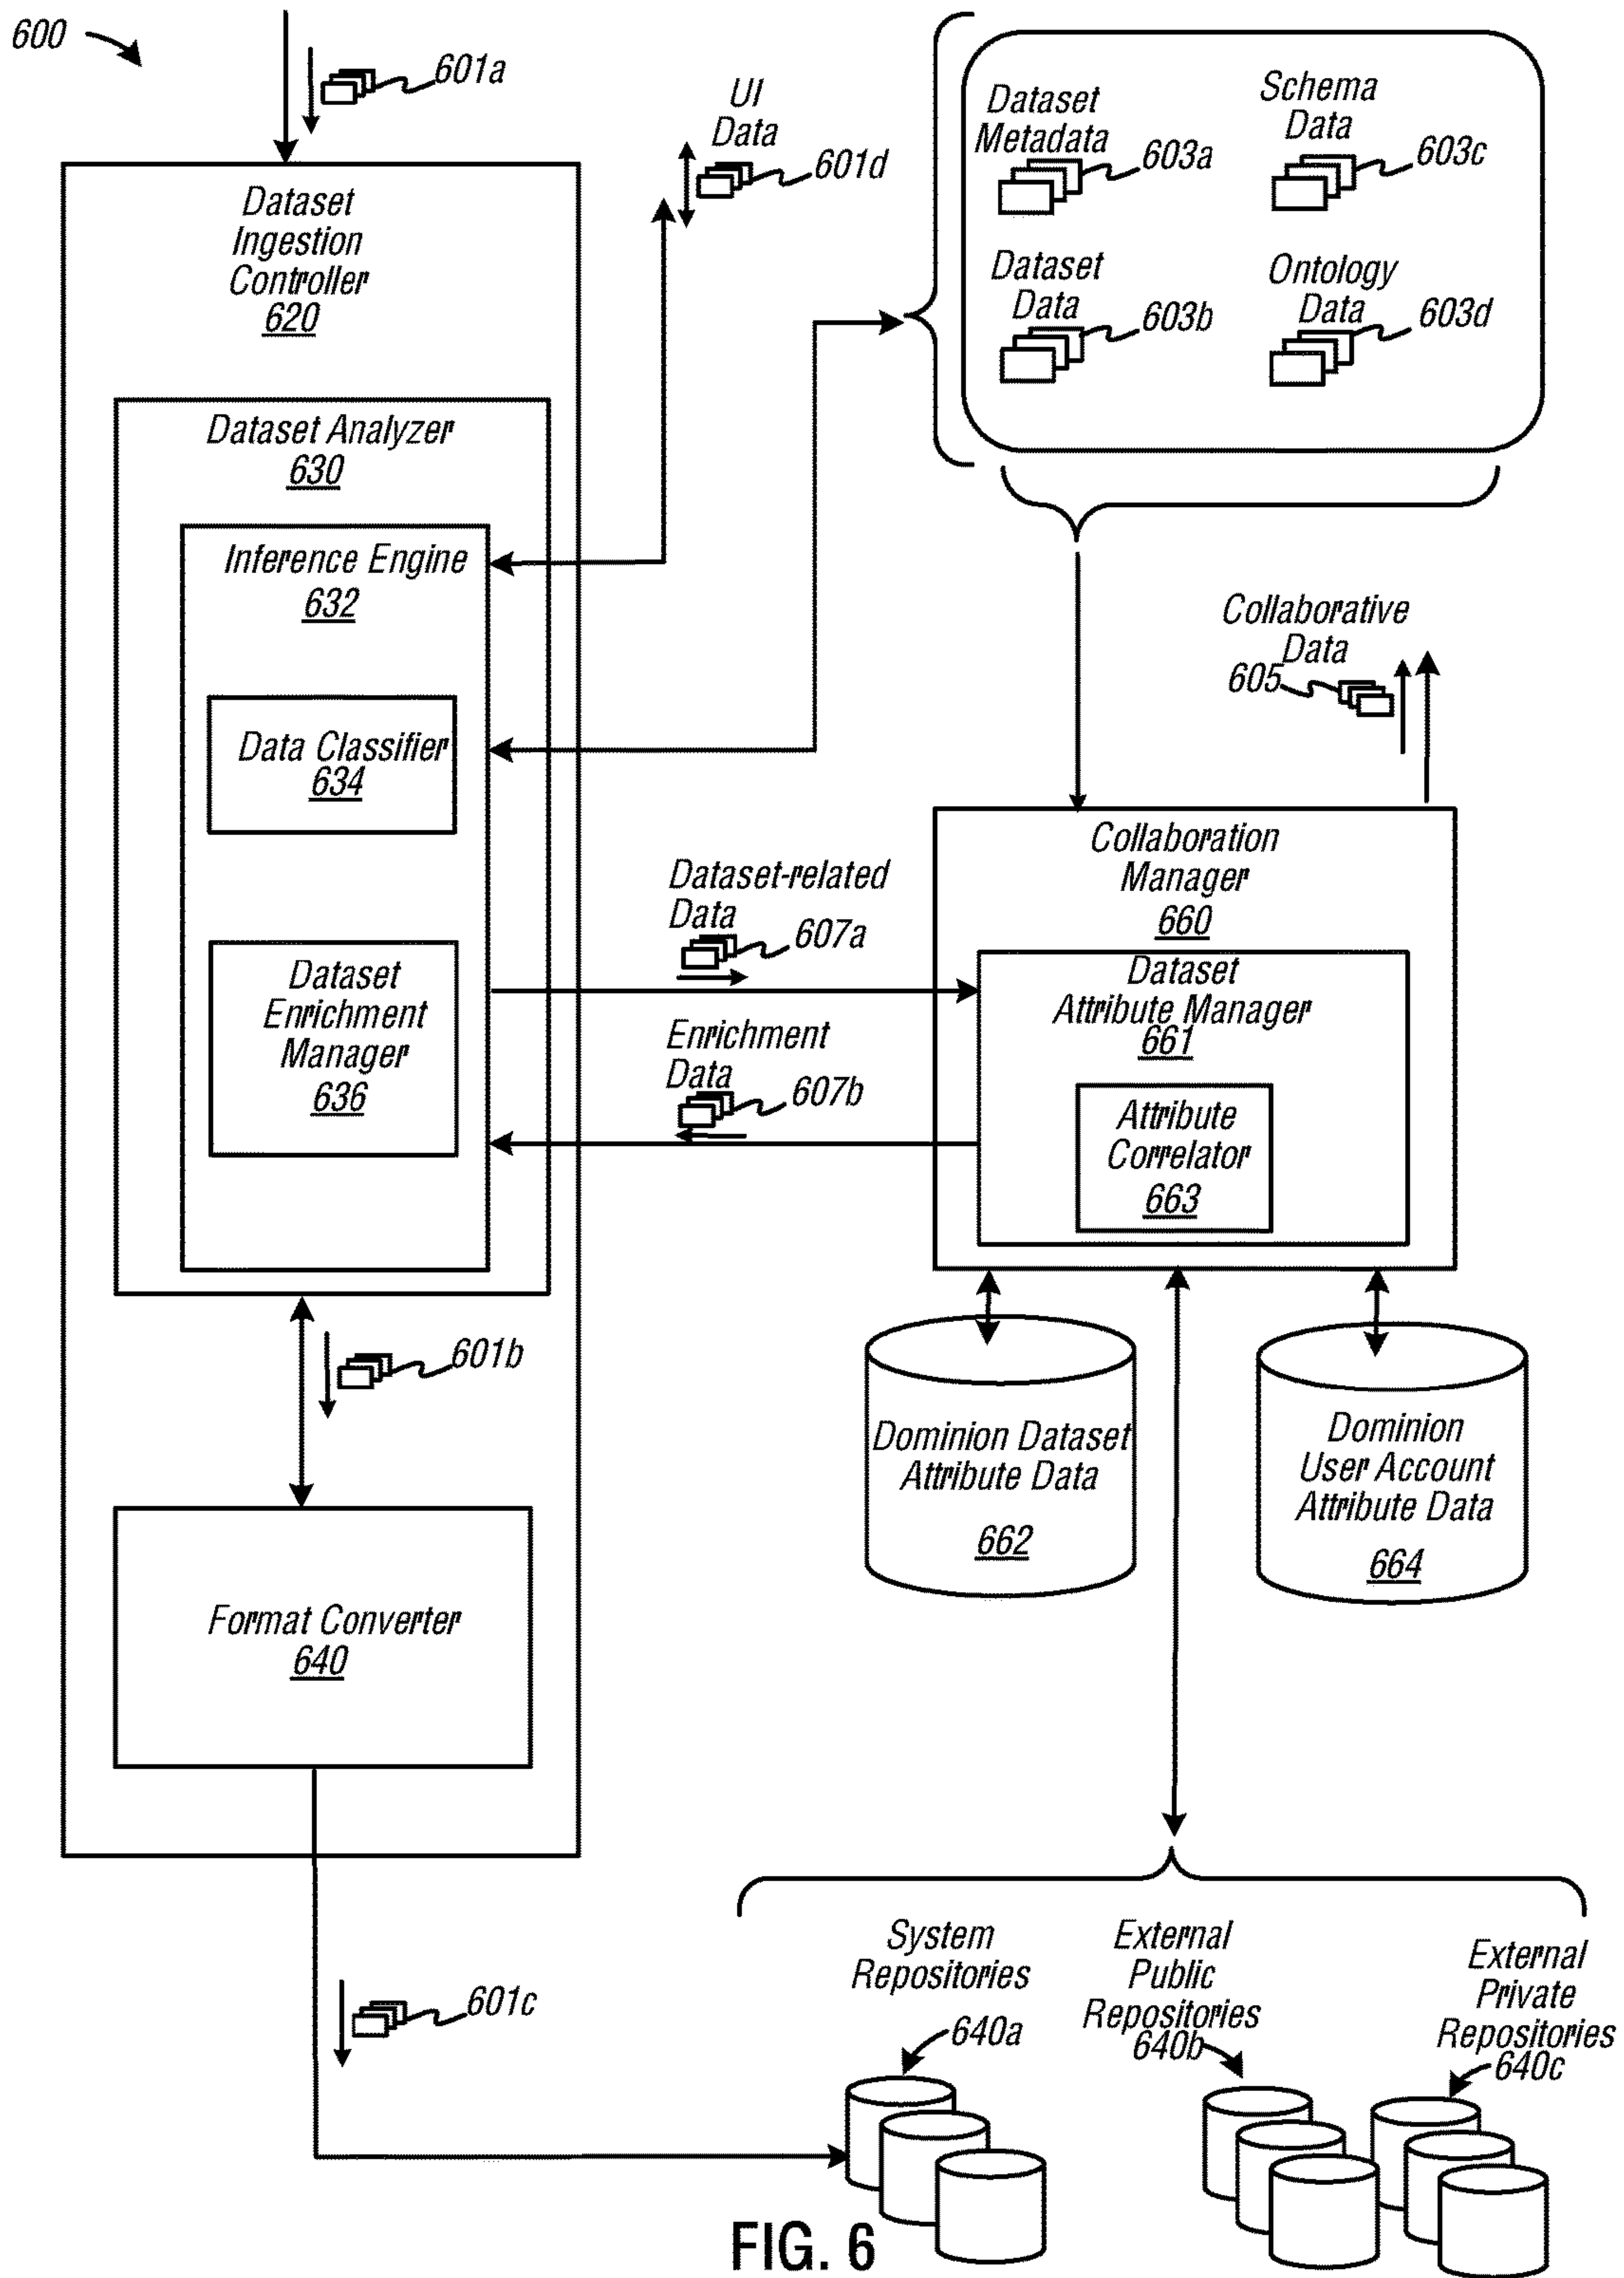 600
601a
UI
Data
601d
Dataset
Metadata
603a
Schema
Data
603c
Dataset
Data
603b
Ontology
Data
603d
Dataset
Ingestion
Controller
620
Dataset Analyzer
630
Inference Engine
632
Data Classifier
634
Dataset
Enrichment
Manager
636
Collaborative
Data
605
Dataset-related
Data
607a
Enrichment
Data
607b
Collaboration
Manager
660
Dataset
Attribute Manager
661
Attribute
Correlator
663
601b
Dominion Dataset
Attribute Data
662
Dominion
User Account
Attribute Data
664
Format Converter
640
601c
System
Repositories
640a
External
Public
Repositories
640b
External
Private
Repositories
640c
FIG. 6